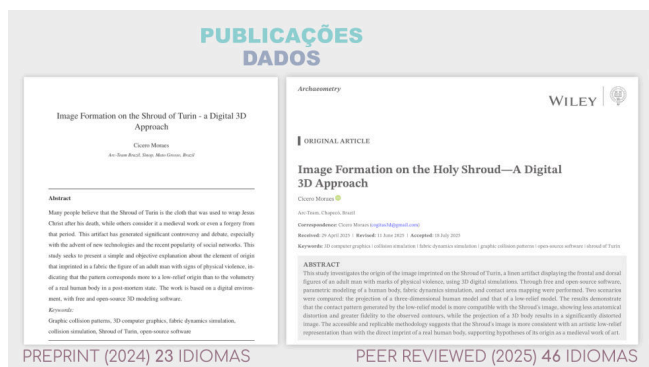 PUBLICAÇÕES
DADOS
Image Formation on the Shroud of Turin - a Digital 3D
Approach
Cicero Moraes
Arc-Team Brazil, Sinop, Mato Grosso, Brazil
Abstract
Many people believe that the Shroud of Turin is the cloth that was used to wrap Jesus
Christ after his death, while others consider it a medieval work or even a forgery from
that period. This artifact has generated significant controversy and debate, especially
with the advent of new technologies and the recent popularity of social networks. This
study seeks to present a simple and objective explanation about the element of origin
that imprinted in a fabric the figure of an adult man with signs of physical violence, in-
dicating that the pattern corresponds more to a low-relief origin than to the volumetry
of a real human body in a post-mortem state. The work is based on a digital environ-
ment, with free and open-source 3D modeling software.
Keywords:
Graphic collision patterns, 3D computer graphics, fabric dynamics simulation,
collision simulation, Shroud of Turin, open-source software
PREPRINT (2024) 23 IDIOMAS
Archaeometry
WILEY
ORIGINAL ARTICLE
Image Formation on the Holy Shroud—A Digital
3D Approach
Cicero Moraes
Arc-Team, Chapecó, Brazil
Correspondence: Cicero Moraes (cogitas3d@gmail.com)
Received: 29 April 2025 | Revised: 11 June 2025 | Accepted: 16 July 2025
Keywords: 3D computer graphics | collision simulation | fabric dynamics simulation | graphic collision patterns | open-source software | shroud of Turin
ABSTRACT
This study investigates the origin of the image imprinted on the Shroud of Turin, a linen artifact displaying the frontal and dorsal
figures of an adult man with marks of physical violence, using 3D digital simulations. Through free and open-source software,
parametric modeling of a human body, fabric dynamics simulation, and contact area mapping were performed. Two scenarios
were compared: the projection of a three-dimensional human model and that of a low-relief model. The results demonstrate
that the contact pattern generated by the low-relief model is more compatible with the Shroud's image, showing less anatomical
distortion and greater fidelity to the observed contours, while the projection of a 3D body results in a significantly distorted
image. The accessible and replicable methodology suggests that the Shroud's image is more consistent with an artistic low-relief
representation than with the direct imprint of a real human body, supporting hypotheses of its origin as a medieval work of art.
PEER REVIEWED (2025) 46 IDIOMAS